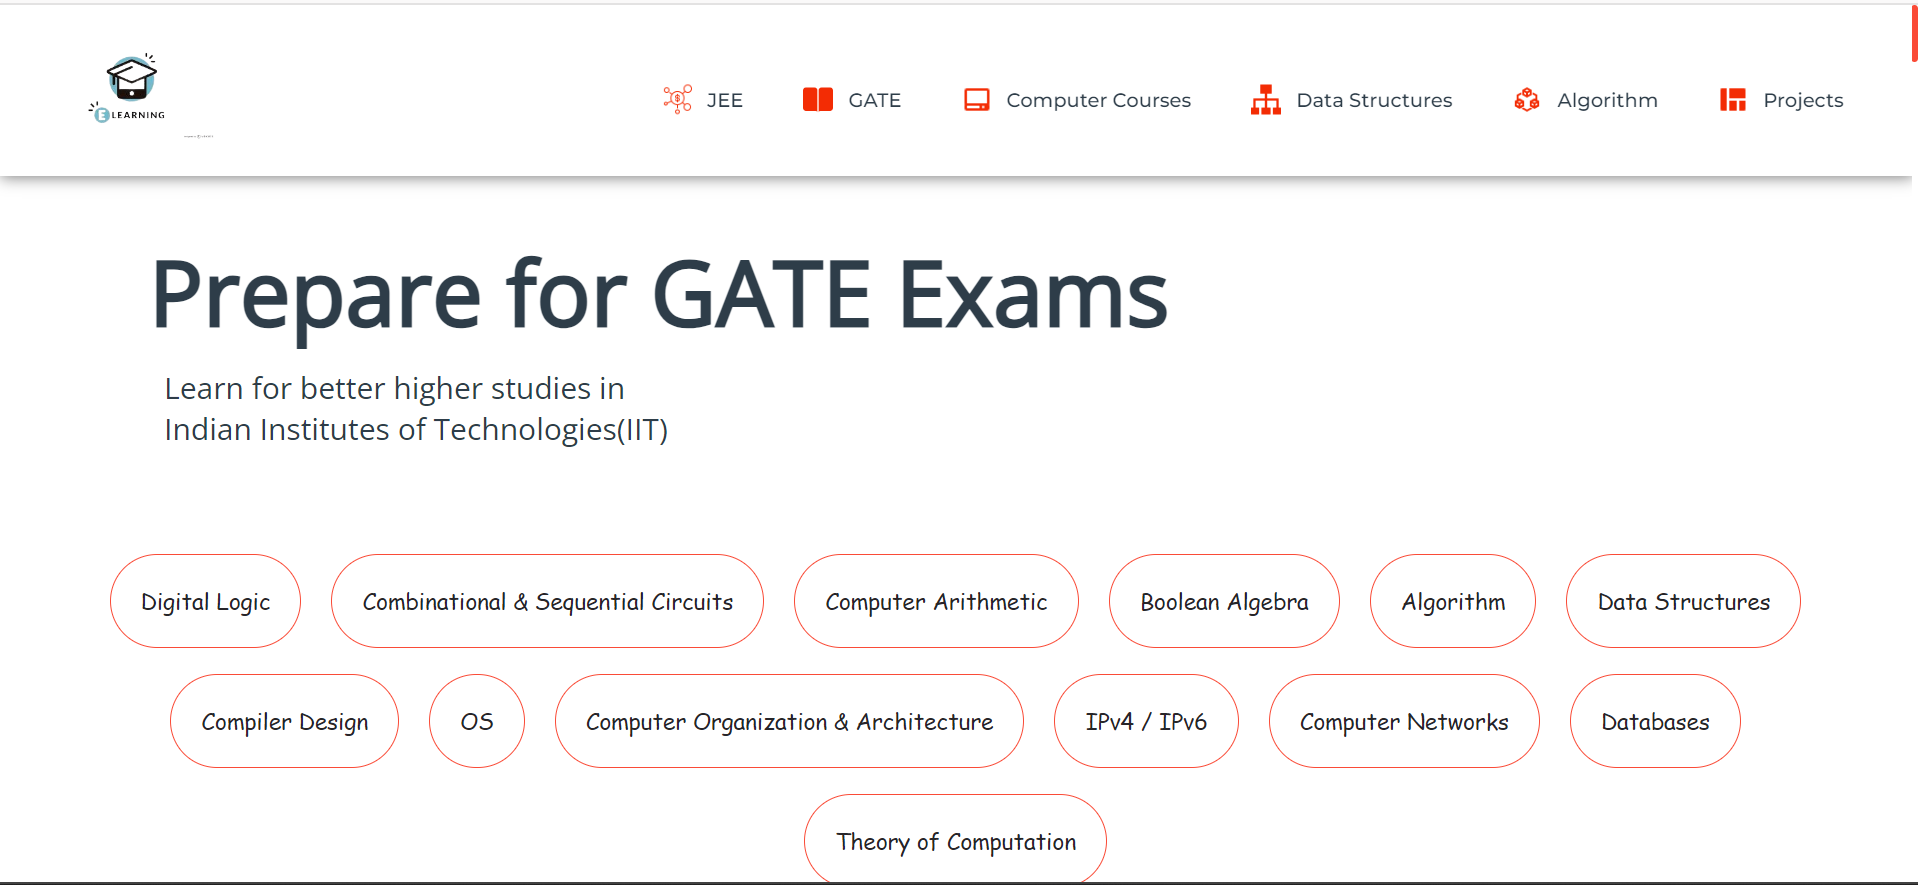 E LEARNING
JEE
GATE
Computer Courses
Data Structures
Algorithm
Projects
Prepare for GATE Exams
Learn for better higher studies in
Indian Institutes of Technologies(IIT)
Digital Logic
Combinational & Sequential Circuits
Computer Arithmetic
Boolean Algebra
Algorithm
Data Structures
Compiler Design
OS
Computer Organization & Architecture
IPv4 / IPv6
Computer Networks
Databases
Theory of Computation